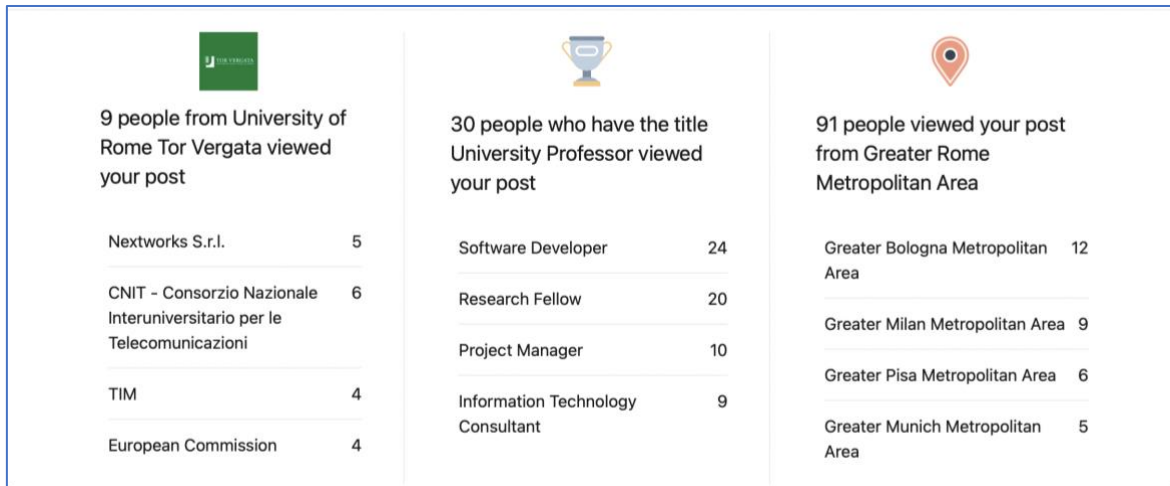 TOR VERGATA
9 people from University of
Rome Tor Vergata viewed
your post
Nextworks S.r.l. 5
CNIT - Consorzio Nazionale 6
Interuniversitario per le
Telecomunicazioni
TIM 4
European Commission 4
30 people who have the title
University Professor viewed
your post
Software Developer 24
Research Fellow 20
Project Manager 10
Information Technology 9
Consultant
91 people viewed your post
from Greater Rome
Metropolitan Area
Greater Bologna Metropolitan 12
Area
Greater Milan Metropolitan Area 9
Greater Pisa Metropolitan Area 6
Greater Munich Metropolitan 5
Area